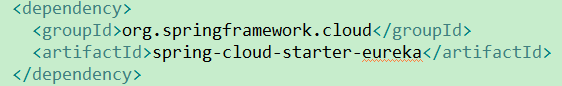 <dependency>
<groupId>org.springframework.cloud</groupId>
<artifactId>spring-cloud-starter-eureka</artifactId>
</dependency>